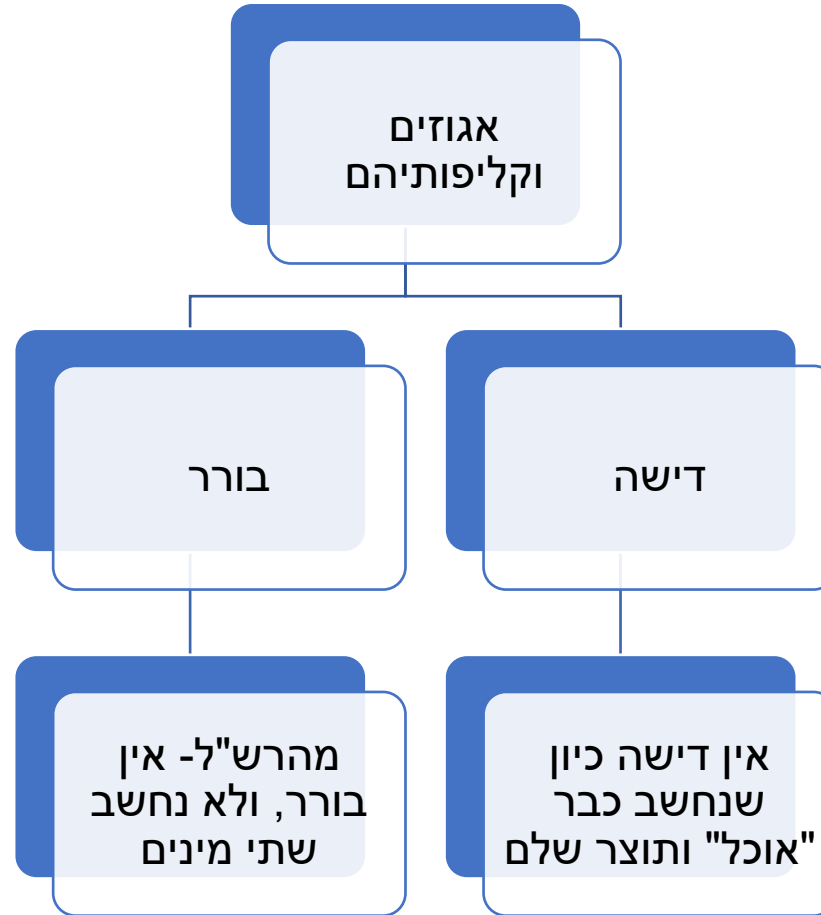 אגוזים
וקליפותיהם
דישה
בורר
אין דישה כיון
שנחשב כבר
"אוכל" ותוצר שלם
מהרש"ל- אין
בורר, ולא נחשב
שתי מינים